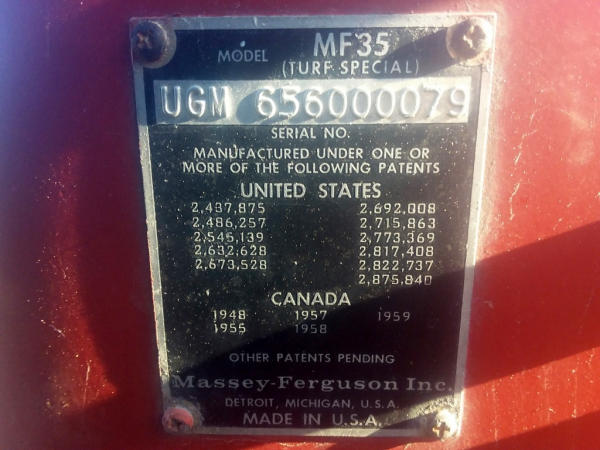 MODEL MF35
(TURF SPECIAL)
UGM 656000079
SERIAL NO.
MANUFACTURED UNDER ONE OR
MORE OF THE FOLLOWING PATENTS
UNITED STATES
2,437,875 2,692,008
2,486,257 2,715,863
2,545,139 2,773,369
2,632,628 2,817,408
2,673,528 2,822,737
2,875,840
CANADA
1948 1957 1959
1955 1958
OTHER PATENTS PENDING
Massey-Ferguson Inc.
DETROIT, MICHIGAN, U.S.A.
MADE IN U.S.A.